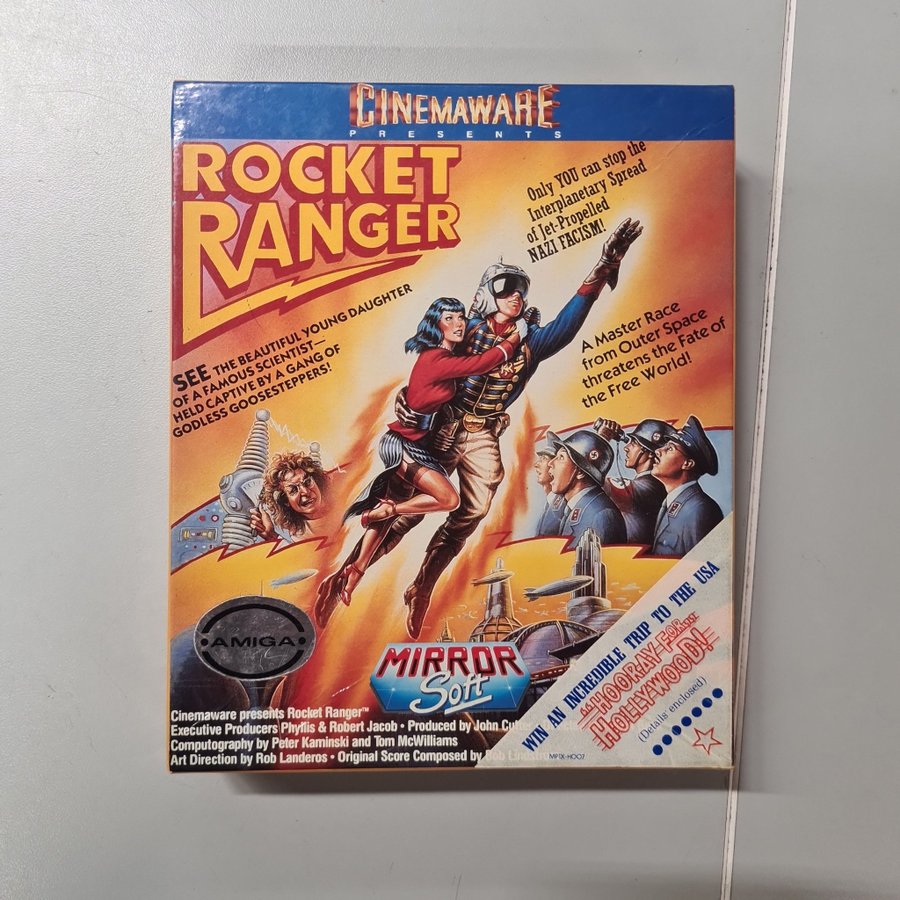 CINEMAWARE
PRESENTS
ROCKET
RANGER
Only YOU can stop the
Interplanetary Spread
of Jet-Propelled
NAZI FACISM!
SEE THE BEAUTIFUL YOUNG DAUGHTER
OF A FAMOUS SCIENTIST—
HELD CAPTIVE BY A GANG OF
GODLESS GOOSESTEPPERS!
A Master Race
from Outer Space
threatens the Fate of
the Free World!
AMIGA
MIRROR
Soft
WIN AN INCREDIBLE TRIP TO THE USA
HOORAY FOR
HOLLYWOOD!
(Details enclosed)
Cinemaware presents Rocket Ranger™
Executive Producers Phyllis & Robert Jacob • Produced by John
Computography by Peter Kaminski and Tom McWilliams
Art Direction by Rob Landeros • Original Score Composed by Bob
MPIX-H007